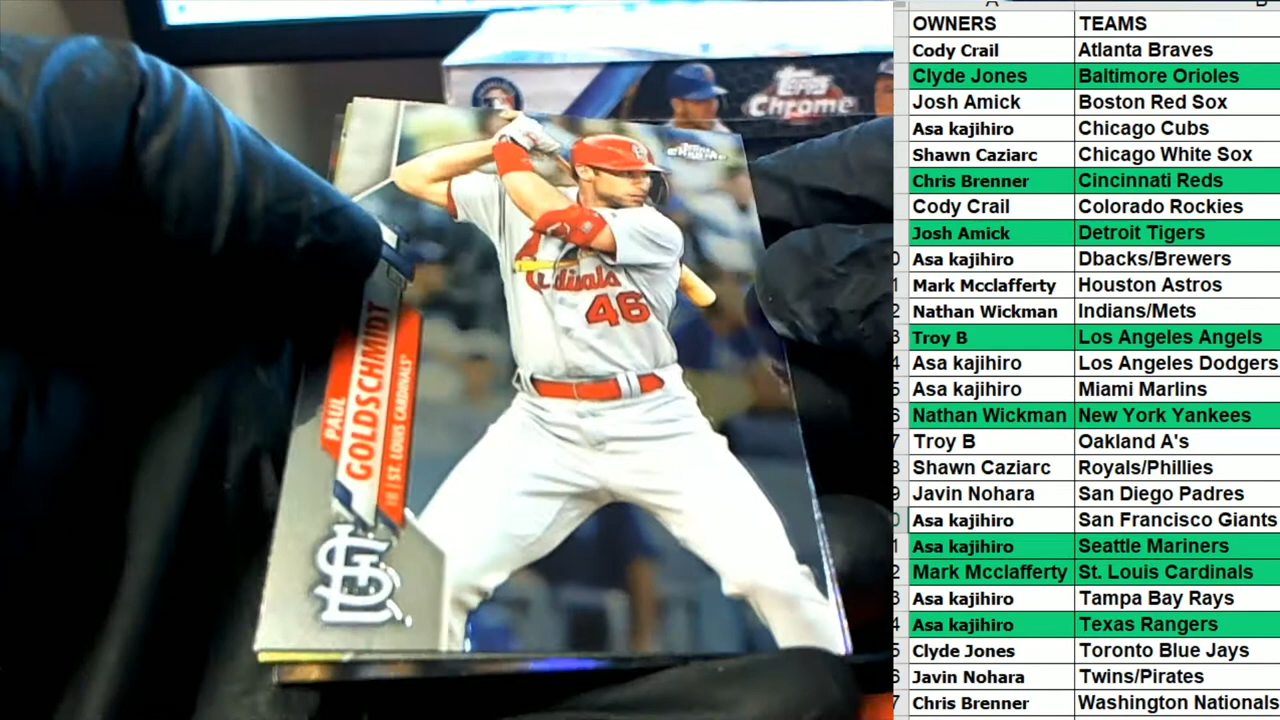 Topps
Chrome
Cardinals
46
PAUL
GOLDSCHMIDT
1B | ST. LOUIS CARDINALS
OWNERS TEAMS
Cody Crail Atlanta Braves
Clyde Jones Baltimore Orioles
Josh Amick Boston Red Sox
Asa kajihiro Chicago Cubs
Shawn Caziarc Chicago White Sox
Chris Brenner Cincinnati Reds
Cody Crail Colorado Rockies
Josh Amick Detroit Tigers
Asa kajihiro Dbacks/Brewers
Mark Mcclafferty Houston Astros
Nathan Wickman Indians/Mets
Troy B Los Angeles Angels
Asa kajihiro Los Angeles Dodgers
Asa kajihiro Miami Marlins
Nathan Wickman New York Yankees
Troy B Oakland A's
Shawn Caziarc Royals/Phillies
Javin Nohara San Diego Padres
Asa kajihiro San Francisco Giants
Asa kajihiro Seattle Mariners
Mark Mcclafferty St. Louis Cardinals
Asa kajihiro Tampa Bay Rays
Asa kajihiro Texas Rangers
Clyde Jones Toronto Blue Jays
Javin Nohara Twins/Pirates
Chris Brenner Washington Nationals